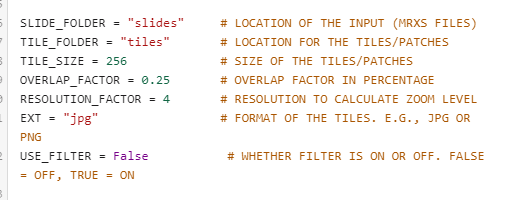 SLIDE_FOLDER = "slides" # LOCATION OF THE INPUT (MRXS FILES)
TILE_FOLDER = "tiles" # LOCATION FOR THE TILES/PATCHES
TILE_SIZE = 256 # SIZE OF THE TILES/PATCHES
OVERLAP_FACTOR = 0.25 # OVERLAP FACTOR IN PERCENTAGE
RESOLUTION_FACTOR = 4 # RESOLUTION TO CALCULATE ZOOM LEVEL
EXT = "jpg" # FORMAT OF THE TILES. E.G., JPG OR
PNG
USE_FILTER = False # WHETHER FILTER IS ON OR OFF. FALSE
= OFF, TRUE = ON